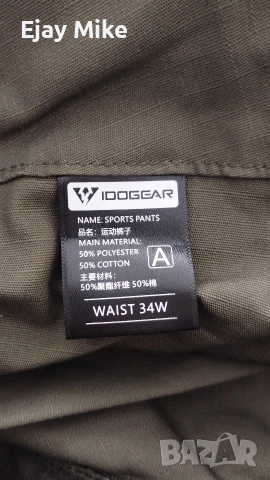 Ejay Mike
IDOGEAR
NAME: SPORTS PANTS
品名: 运动裤子
MAIN MATERIAL:
50% POLYESTER
50% COTTON
A
主要材料:
50%聚酯纤维 50%棉
WAIST 34W
BAZAR